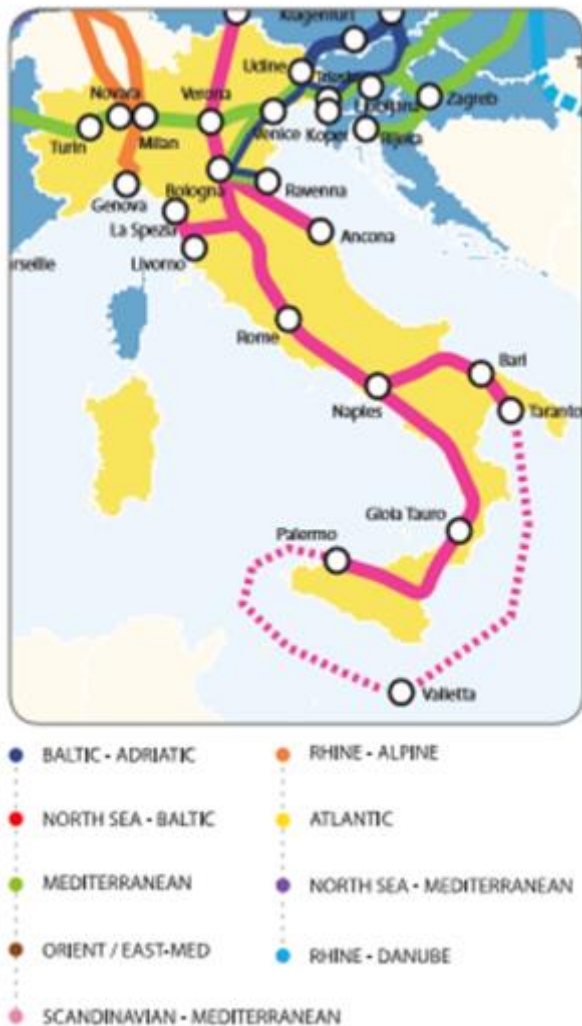 Klagenfurt
Udine
Trieste
Ljubljana
Zagreb
Novara
Verona
Venice
Koper
Rijeka
Turin
Milan
Bologna
Ravenna
Genova
La Spezia
Ancona
Livorno
arseille
Rome
Bari
Naples
Taranto
Gioia Tauro
Palermo
Valletta
BALTIC - ADRIATIC
RHINE - ALPINE
NORTH SEA - BALTIC
ATLANTIC
MEDITERRANEAN
NORTH SEA - MEDITERRANEAN
ORIENT / EAST-MED
RHINE - DANUBE
SCANDINAVIAN - MEDITERRANEAN